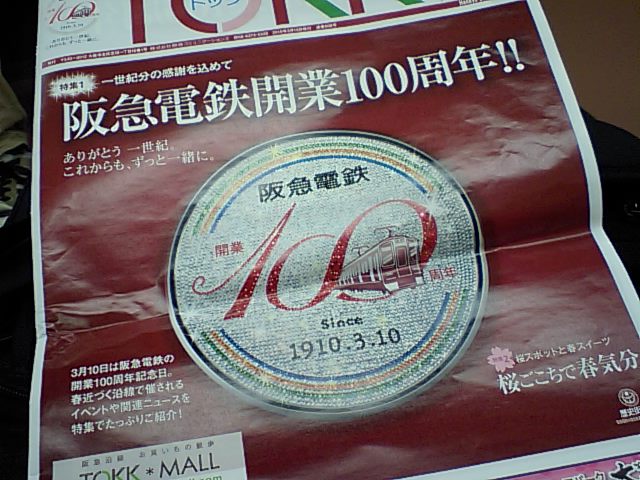 トック
TOKK
特集1
一世紀分の感謝を込めて
阪急電鉄開業100周年!!
ありがとう 一世紀。
これからも、ずっと一緒に。
阪急電鉄
開業
100
周年
since
1910.3.10
3月10日は阪急電鉄の
開業100周年記念日。
春近づく沿線で催される
イベントや関連ニュースを
特集でたっぷりご紹介!
桜スポットと春スイーツ
桜ごこちで春気分
阪急沿線 お買いもの散歩
TOKK*MALL